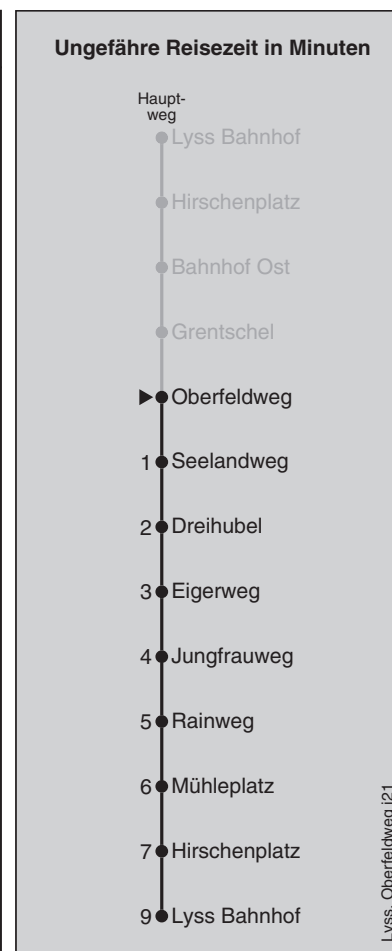 Ungefähre Reisezeit in Minuten
Haupt-
weg
Lyss Bahnhof
Hirschenplatz
Bahnhof Ost
Grentschel
Oberfeldweg
1 Seelandweg
2 Dreihubel
3 Eigerweg
4 Jungfrauweg
5 Rainweg
6 Mühleplatz
7 Hirschenplatz
9 Lyss Bahnhof
Lyss, Oberfeldweg j21